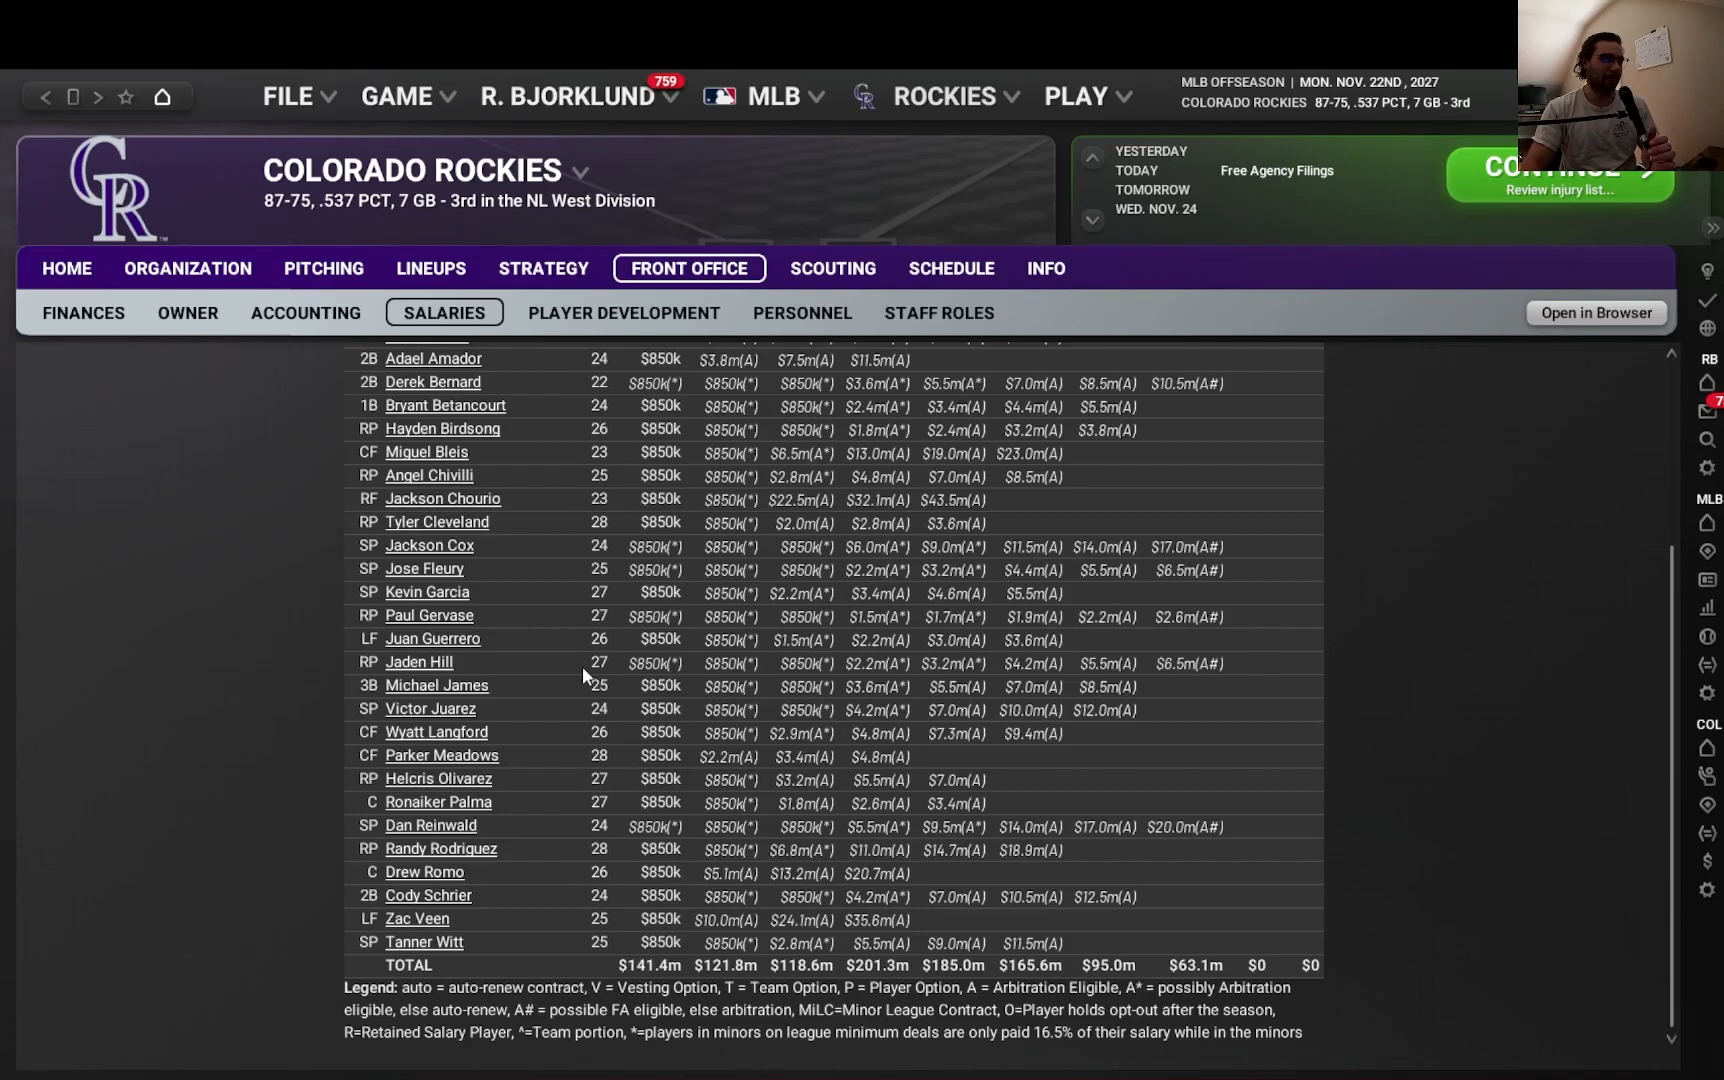 FILE GAME R. BJORKLUND 759 MLB ROCKIES PLAY
MLB OFFSEASON | MON. NOV. 22ND , 2027
COLORADO ROCKIES 87-75, .537 PCT, 7 GB - 3rd
CR
COLORADO ROCKIES
87-75, .537 PCT, 7 GB - 3rd in the NL West Division
YESTERDAY
TODAY Free Agency Filings
TOMORROW
WED. NOV. 24
CONTINUE
Review injury list...
HOME ORGANIZATION PITCHING LINEUPS STRATEGY FRONT OFFICE SCOUTING SCHEDULE INFO
FINANCES OWNER ACCOUNTING SALARIES PLAYER DEVELOPMENT PERSONNEL STAFF ROLES Open in Browser
2B Adael Amador 24 $850k $3.8m(A) $7.5m(A) $11.5m(A)
2B Derek Bernard 22 $850k(*) $850k(*) $850k(*) $3.6m(A*) $5.5m(A*) $7.0m(A) $8.5m(A) $10.5m(A#)
1B Bryant Betancourt 24 $850k $850k(*) $850k(*) $2.4m(A*) $3.4m(A) $4.4m(A) $5.5m(A)
RP Hayden Birdsong 26 $850k $850k(*) $850k(*) $1.8m(A*) $2.4m(A) $3.2m(A) $3.8m(A)
CF Miguel Bleis 23 $850k $850k(*) $6.5m(A*) $13.0m(A) $19.0m(A) $23.0m(A)
RP Angel Chivilli 25 $850k $850k(*) $2.8m(A*) $4.8m(A) $7.0m(A) $8.5m(A)
RF Jackson Chourio 23 $850k $850k(*) $22.5m(A) $32.1m(A) $43.5m(A)
RP Tyler Cleveland 28 $850k $850k(*) $2.0m(A) $2.8m(A) $3.6m(A)
SP Jackson Cox 24 $850k(*) $850k(*) $850k(*) $6.0m(A*) $9.0m(A*) $11.5m(A) $14.0m(A) $17.0m(A#)
SP Jose Fleury 25 $850k(*) $850k(*) $850k(*) $2.2m(A*) $3.2m(A*) $4.4m(A) $5.5m(A) $6.5m(A#)
SP Kevin Garcia 27 $850k $850k(*) $2.2m(A*) $3.4m(A) $4.6m(A) $5.5m(A)
RP Paul Gervase 27 $850k(*) $850k(*) $850k(*) $1.5m(A*) $1.7m(A*) $1.9m(A) $2.2m(A) $2.6m(A#)
LF Juan Guerrero 26 $850k $850k(*) $1.5m(A*) $2.2m(A) $3.0m(A) $3.6m(A)
RP Jaden Hill 27 $850k(*) $850k(*) $850k(*) $2.2m(A*) $3.2m(A*) $4.2m(A) $5.5m(A) $6.5m(A#)
3B Michael James 25 $850k $850k(*) $850k(*) $3.6m(A*) $5.5m(A) $7.0m(A) $8.5m(A)
SP Victor Juarez 24 $850k $850k(*) $850k(*) $4.2m(A*) $7.0m(A) $10.0m(A) $12.0m(A)
CF Wyatt Langford 26 $850k $850k(*) $2.9m(A*) $4.8m(A) $7.3m(A) $9.4m(A)
CF Parker Meadows 28 $850k $2.2m(A) $3.4m(A) $4.8m(A)
RP Helcris Olivarez 27 $850k $850k(*) $3.2m(A) $5.5m(A) $7.0m(A)
C Ronaiker Palma 27 $850k $850k(*) $1.8m(A) $2.6m(A) $3.4m(A)
SP Dan Reinwald 24 $850k(*) $850k(*) $850k(*) $5.5m(A*) $9.5m(A*) $14.0m(A) $17.0m(A) $20.0m(A#)
RP Randy Rodriguez 28 $850k $850k(*) $6.8m(A*) $11.0m(A) $14.7m(A) $18.9m(A)
C Drew Romo 26 $850k $5.1m(A) $13.2m(A) $20.7m(A)
2B Cody Schrier 24 $850k $850k(*) $850k(*) $4.2m(A*) $7.0m(A) $10.5m(A) $12.5m(A)
LF Zac Veen 25 $850k $10.0m(A) $24.1m(A) $35.6m(A)
SP Tanner Witt 25 $850k $850k(*) $2.8m(A*) $5.5m(A) $9.0m(A) $11.5m(A)
TOTAL $141.4m $121.8m $118.6m $201.3m $185.0m $165.6m $95.0m $63.1m $0 $0
Legend: auto = auto-renew contract, V = Vesting Option, T = Team Option, P = Player Option, A = Arbitration Eligible, A* = possibly Arbitration
eligible, else auto-renew, A# = possible FA eligible, else arbitration, MiLC=Minor League Contract, O=Player holds opt-out after the season,
R=Retained Salary Player, ^=Team portion, *=players in minors on league minimum deals are only paid 16.5% of their salary while in the minors
RB
MLB
COL